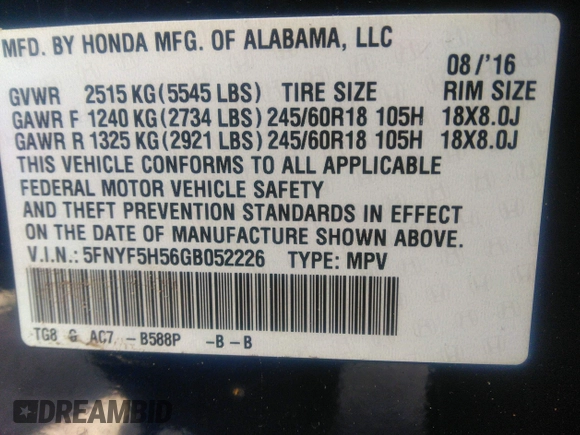 MFD. BY HONDA MFG. OF ALABAMA, LLC
08/'16
GVWR 2515 KG(5545 LBS) TIRE SIZE RIM SIZE
GAWR F 1240 KG(2734 LBS)245/60R18 105H 18X8.0J
GAWR R 1325 KG(2921 LBS)245/60R18 105H 18X8.0J
THIS VEHICLE CONFORMS TO ALL APPLICABLE
FEDERAL MOTOR VEHICLE SAFETY
AND THEFT PREVENTION STANDARDS IN EFFECT
ON THE DATE OF MANUFACTURE SHOWN ABOVE.
V.I.N.: 5FNYF5H56GB052226 TYPE: MPV
TG8 G AC7 - B588P -B-B
DREAMBID